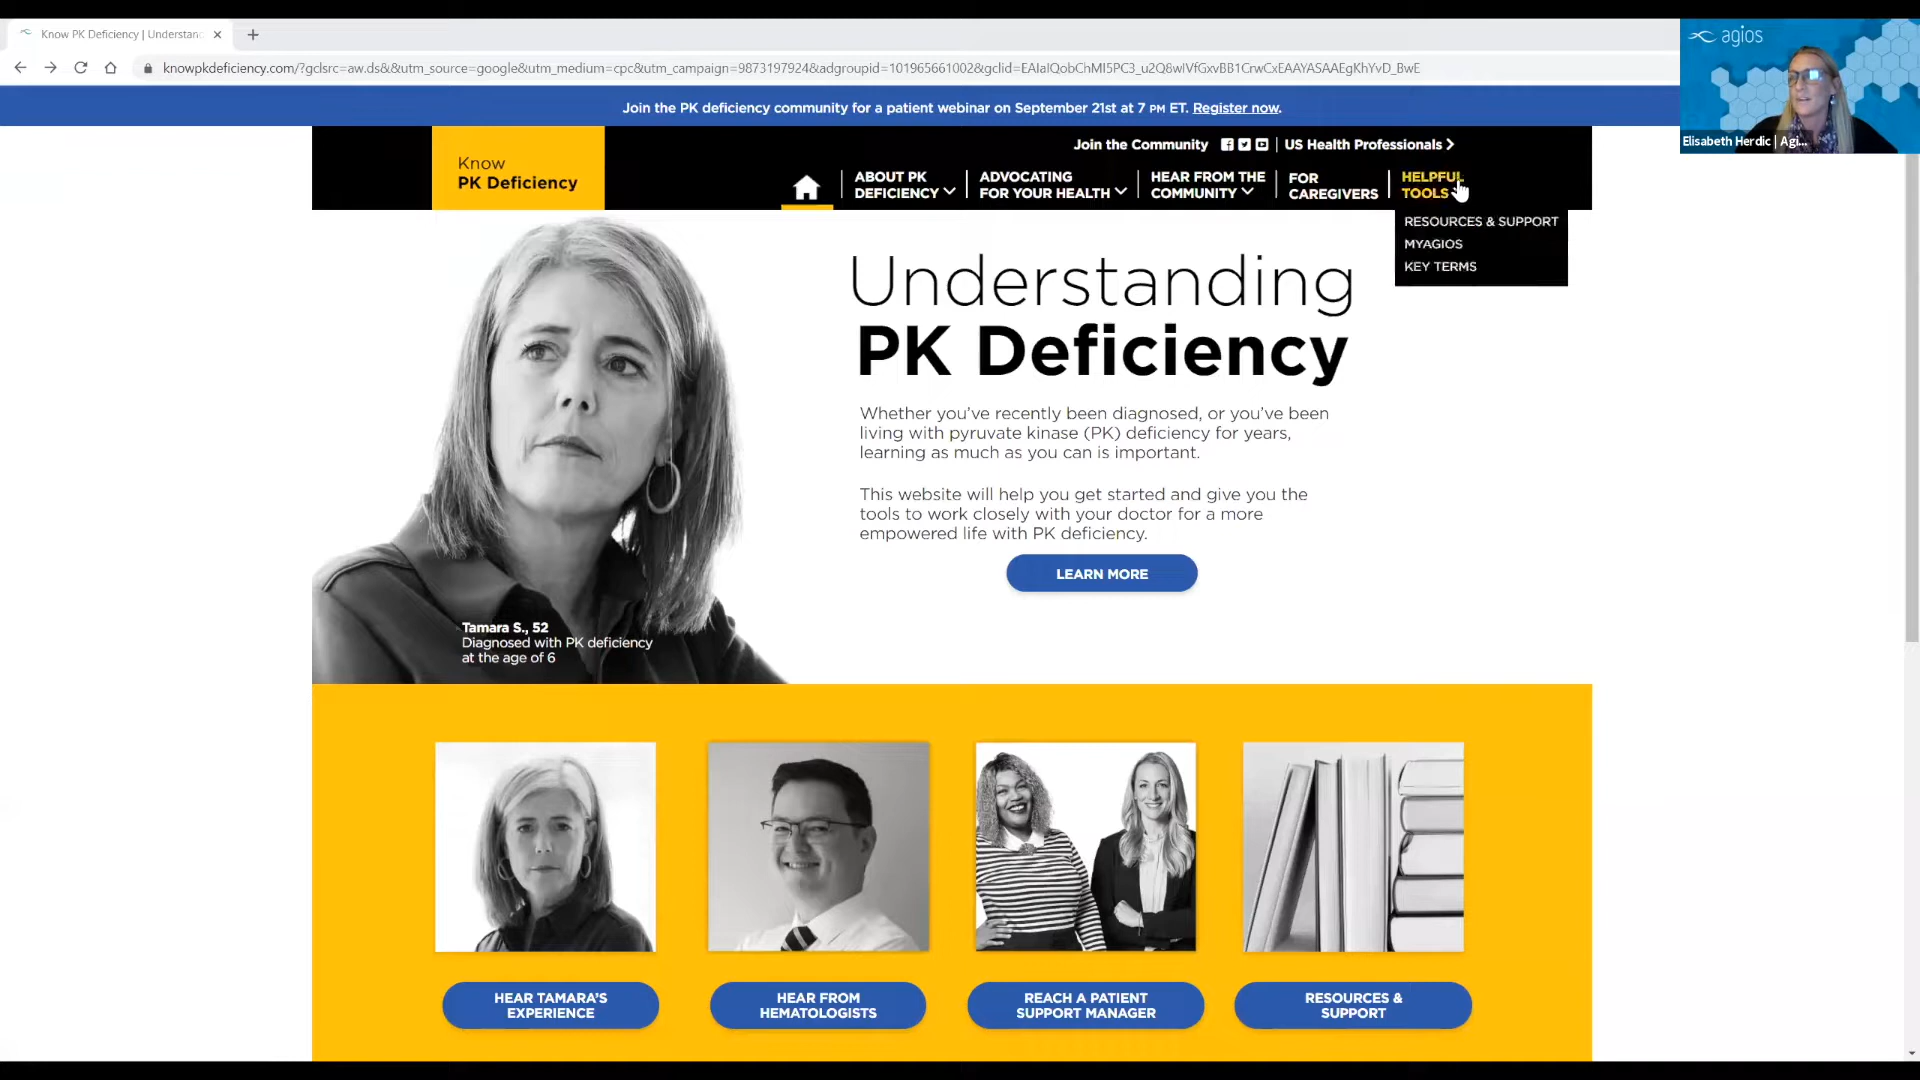 Know PK Deficiency | Understan
knowpkdeficiency.com/?gclsrc=aw.ds&&utm_source=google&utm_medium=cpc&utm_campaign=9873197924&adgroupid=101965661002&gclid=EAIaIQobChMI5PC3_u2Q8wIVfGxvBB1CrwCxEAAYASAAEgKhYvD_BwE
agios
Elisabeth Herdic | Agi...
Join the PK deficiency community for a patient webinar on September 21st at 7 PM ET. Register now.
Join the Community | US Health Professionals
Know
PK Deficiency
ABOUT PK
DEFICIENCY
ADVOCATING
FOR YOUR HEALTH
HEAR FROM THE
COMMUNITY
FOR
CAREGIVERS
HELPFUL
TOOLS
RESOURCES & SUPPORT
MYAGIOS
KEY TERMS
Understanding
PK Deficiency
Whether you've recently been diagnosed, or you've been
living with pyruvate kinase (PK) deficiency for years,
learning as much as you can is important.
This website will help you get started and give you the
tools to work closely with your doctor for a more
empowered life with PK deficiency.
LEARN MORE
Tamara S., 52
Diagnosed with PK deficiency
at the age of 6
HEAR TAMARA'S
EXPERIENCE
HEAR FROM
HEMATOLOGISTS
REACH A PATIENT
SUPPORT MANAGER
RESOURCES &
SUPPORT